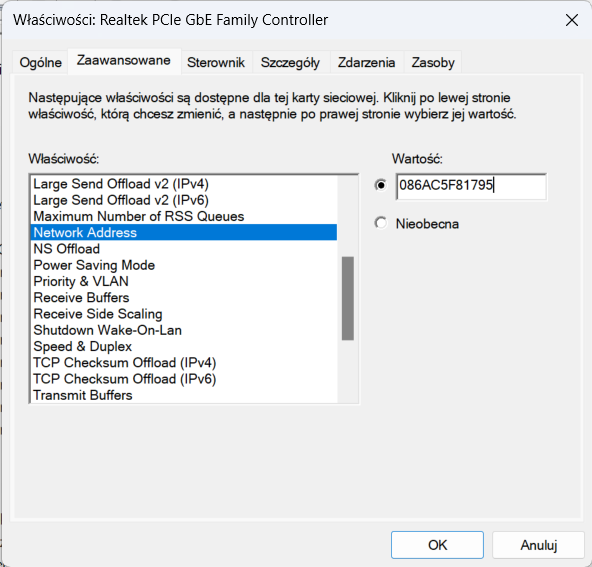 Właściwości: Realtek PCIe GbE Family Controller
Ogólne Zaawansowane Sterownik Szczegóły Zdarzenia Zasoby
Następujące właściwości są dostępne dla tej karty sieciowej. Kliknij po lewej stronie
właściwość, którą chcesz zmienić, a następnie po prawej stronie wybierz jej wartość.
Właściwość:
Large Send Offload v2 (IPv4)
Large Send Offload v2 (IPv6)
Maximum Number of RSS Queues
Network Address
NS Offload
Power Saving Mode
Priority & VLAN
Receive Buffers
Receive Side Scaling
Shutdown Wake-On-Lan
Speed & Duplex
TCP Checksum Offload (IPv4)
TCP Checksum Offload (IPv6)
Transmit Buffers
Wartość:
086AC5F81795
Nieobecna
OK Anuluj